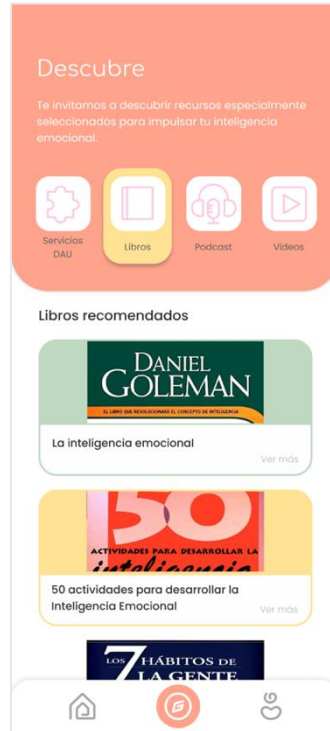 Descubre
Te invitamos a descubrir recursos especialmente
seleccionados para impulsar tu inteligencia
emocional.
Servicios
DAU
Libros
Podcast
Videos
Libros recomendados
DANIEL
GOLEMAN
EL LIBRO QUE REVOLUCIONARÁ EL CONCEPTO DE INTELIGENCIA
La inteligencia emocional
Ver más
50
ACTIVIDADES PARA DESARROLLAR LA
inteligencia
50 actividades para desarrollar la
Inteligencia Emocional
Ver más
LOS 7 HÁBITOS DE
LA GENTE
G